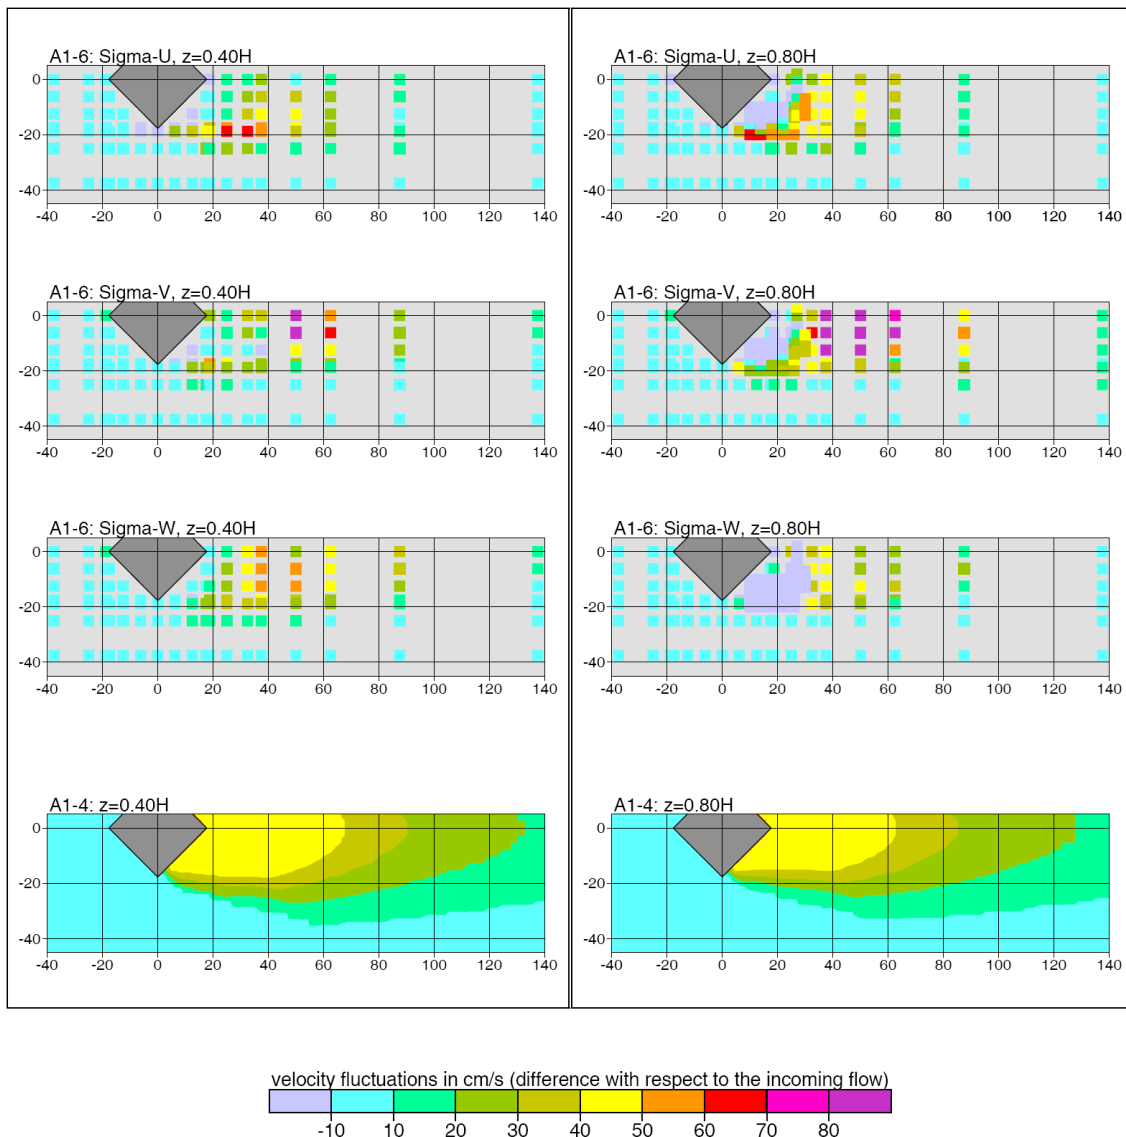 A1-6: Sigma-U, z=0.40H
0
-20
-40
-40 -20 0 20 40 60 80 100 120 140
A1-6: Sigma-U, z=0.80H
0
-20
-40
-40 -20 0 20 40 60 80 100 120 140
A1-6: Sigma-V, z=0.40H
0
-20
-40
-40 -20 0 20 40 60 80 100 120 140
A1-6: Sigma-V, z=0.80H
0
-20
-40
-40 -20 0 20 40 60 80 100 120 140
A1-6: Sigma-W, z=0.40H
0
-20
-40
-40 -20 0 20 40 60 80 100 120 140
A1-6: Sigma-W, z=0.80H
0
-20
-40
-40 -20 0 20 40 60 80 100 120 140
A1-4: z=0.40H
0
-20
-40
-40 -20 0 20 40 60 80 100 120 140
A1-4: z=0.80H
0
-20
-40
-40 -20 0 20 40 60 80 100 120 140
velocity fluctuations in cm/s (difference with respect to the incoming flow)
-10 10 20 30 40 50 60 70 80